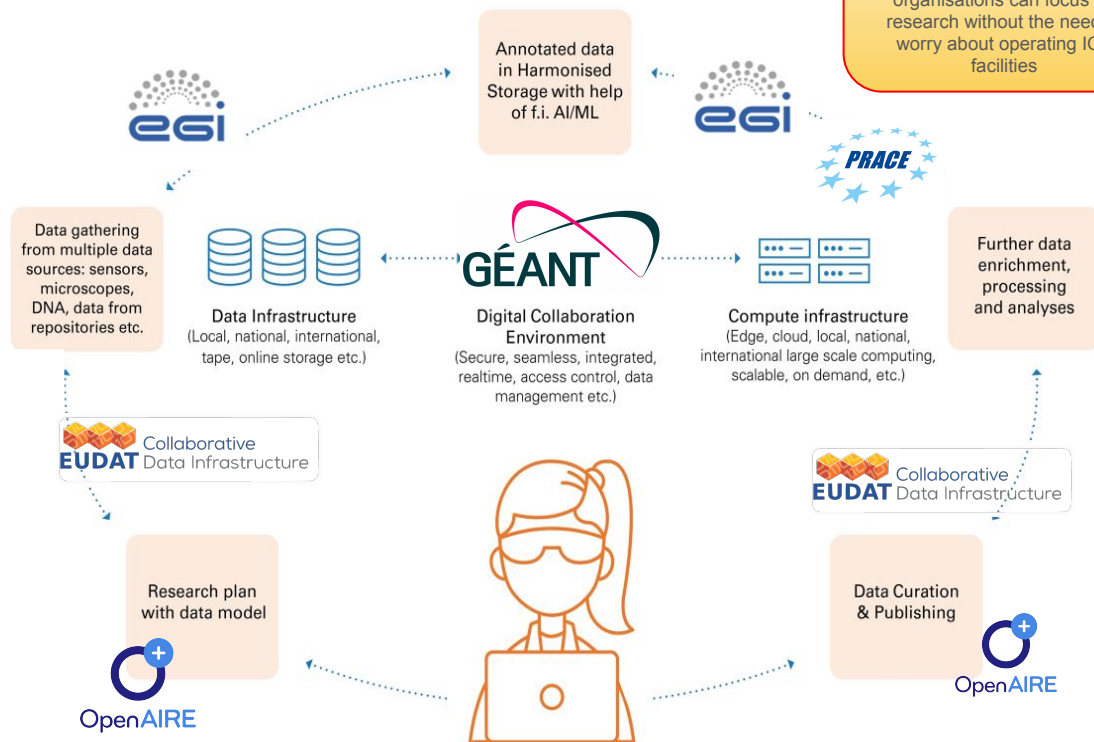 organisations can focus
research without the need
worry about operating IC
facilities
Annotated data
in Harmonised
Storage with help
of f.i. AI/ML
egi
egi
PRACE
Data gathering
from multiple data
sources: sensors,
microscopes,
DNA, data from
repositories etc.
GÉANT
Further data
enrichment,
processing
and analyses
Data Infrastructure
(Local, national, international,
tape, online storage etc.)
Digital Collaboration
Environment
(Secure, seamless, integrated,
realtime, access control, data
management etc.)
Compute infrastructure
(Edge, cloud, local, national,
international large scale computing,
scalable, on demand, etc.)
EUDAT Collaborative
Data Infrastructure
EUDAT Collaborative
Data Infrastructure
Research plan
with data model
Data Curation
& Publishing
OpenAIRE
OpenAIRE